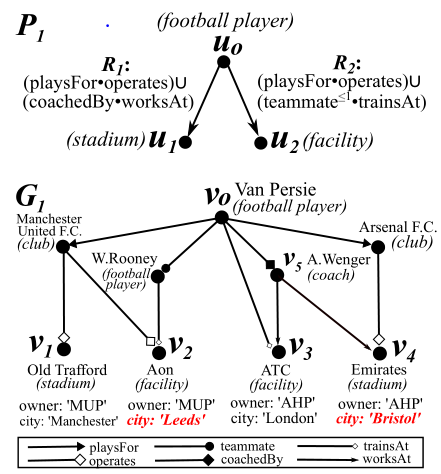 P1
(football player)
u0
R1:
(playsFor•operates)∪
(coachedBy•worksAt)
R2:
(playsFor•operates)∪
(teammate≤1•trainsAt)
(stadium) u1
u2 (facility)
G1
v0 Van Persie
(football player)
Manchester
United F.C.
(club)
W.Rooney
(football
player)
v5 A.Wenger
(coach)
Arsenal F.C.
(club)
v1
Old Trafford
(stadium)
owner: 'MUP'
city: 'Manchester'
v2
Aon
(facility)
owner: 'MUP'
city: 'Leeds'
v3
ATC
(facility)
owner: 'AHP'
city: 'London'
v4
Emirates
(stadium)
owner: 'AHP'
city: 'Bristol'
playsFor
teammate
trainsAt
operates
coachedBy
worksAt